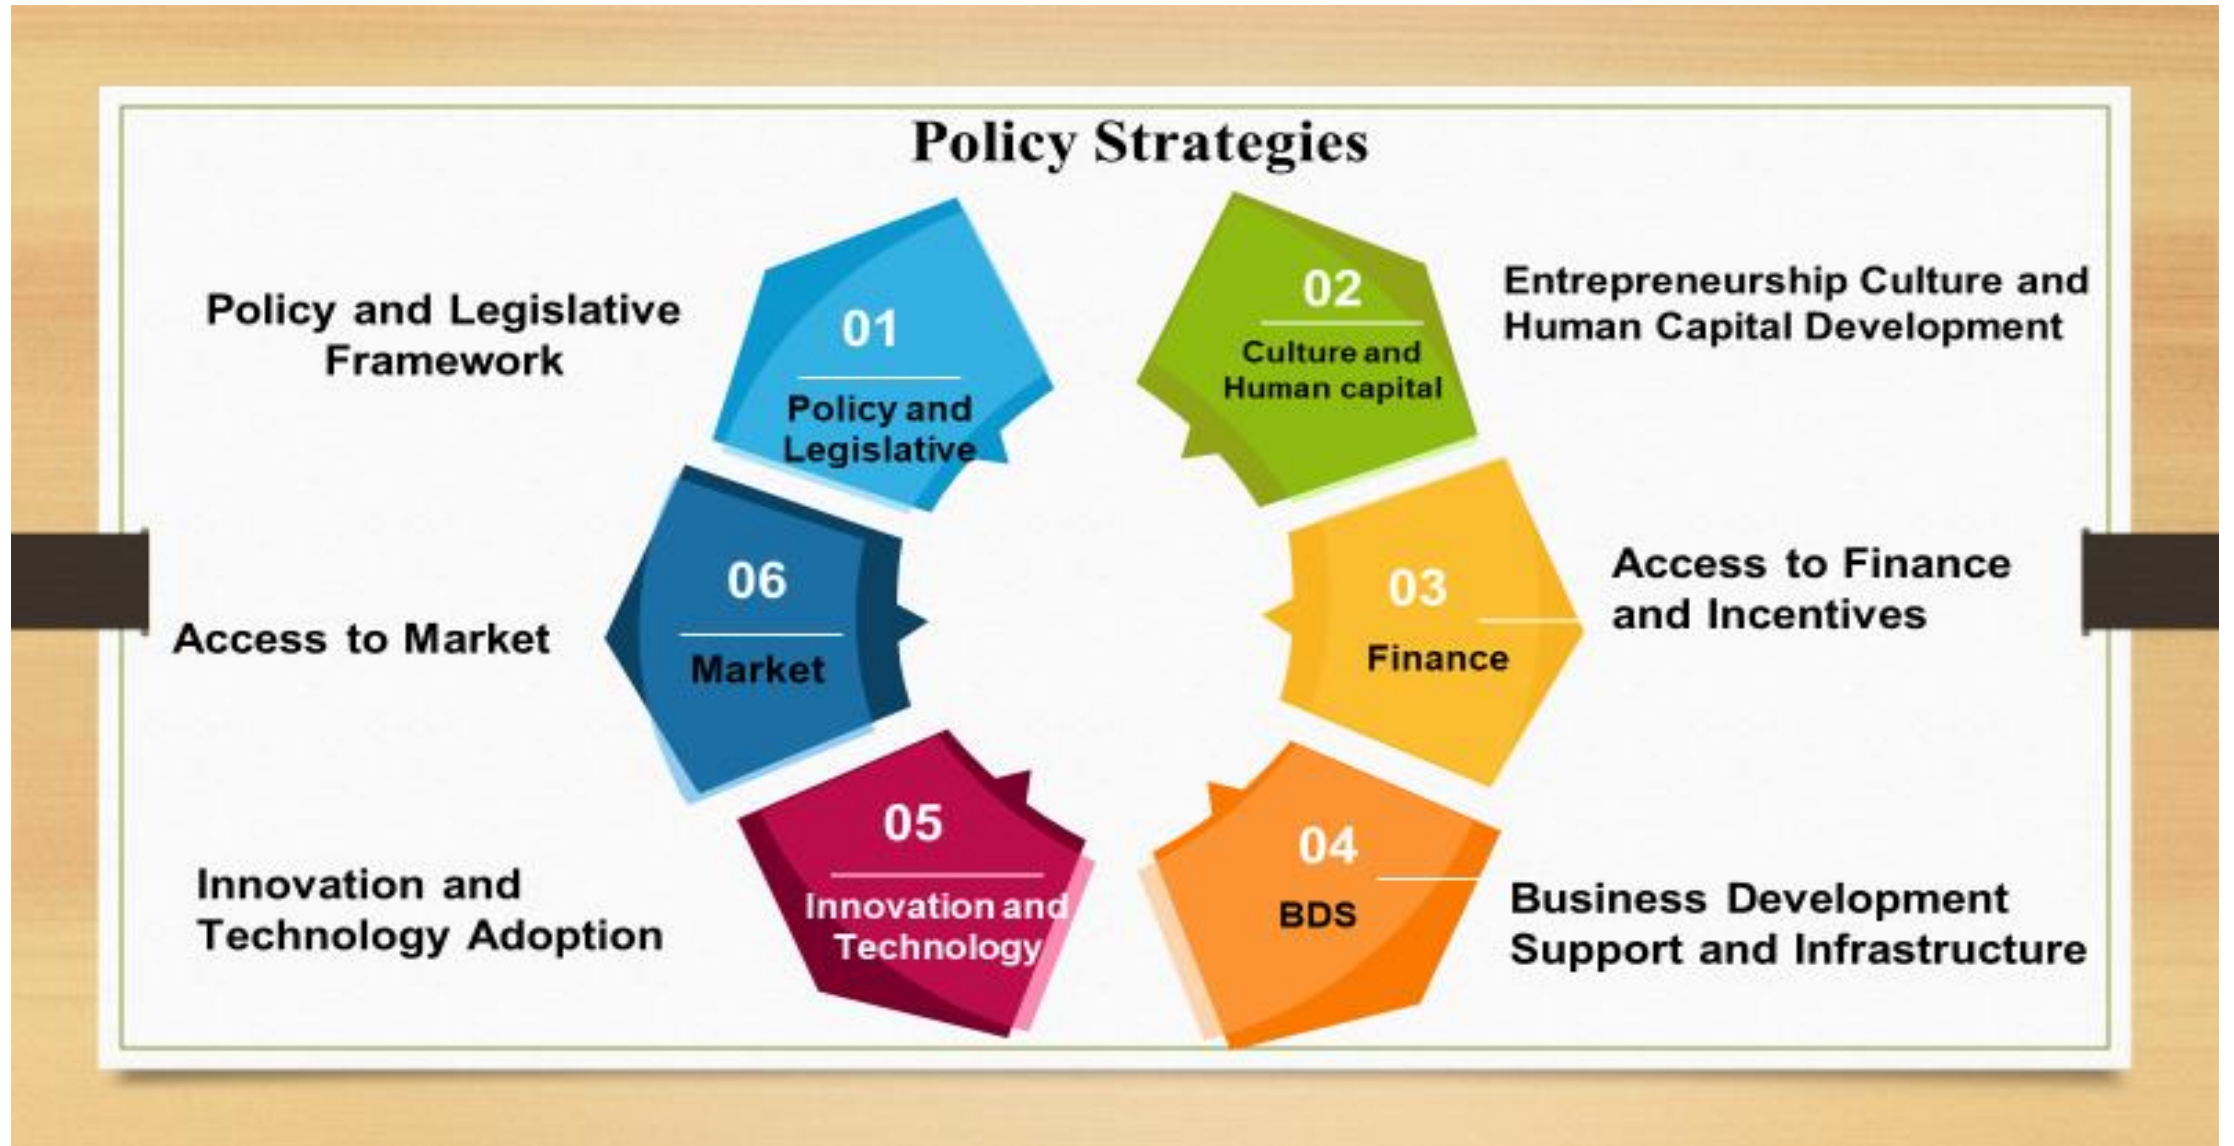 Policy Strategies
Policy and Legislative
Framework
01
Policy and
Legislative
02
Culture and
Human capital
Entrepreneurship Culture and
Human Capital Development
03
Finance
Access to Finance
and Incentives
04
BDS
Business Development
Support and Infrastructure
05
Innovation and
Technology
Innovation and
Technology Adoption
06
Market
Access to Market